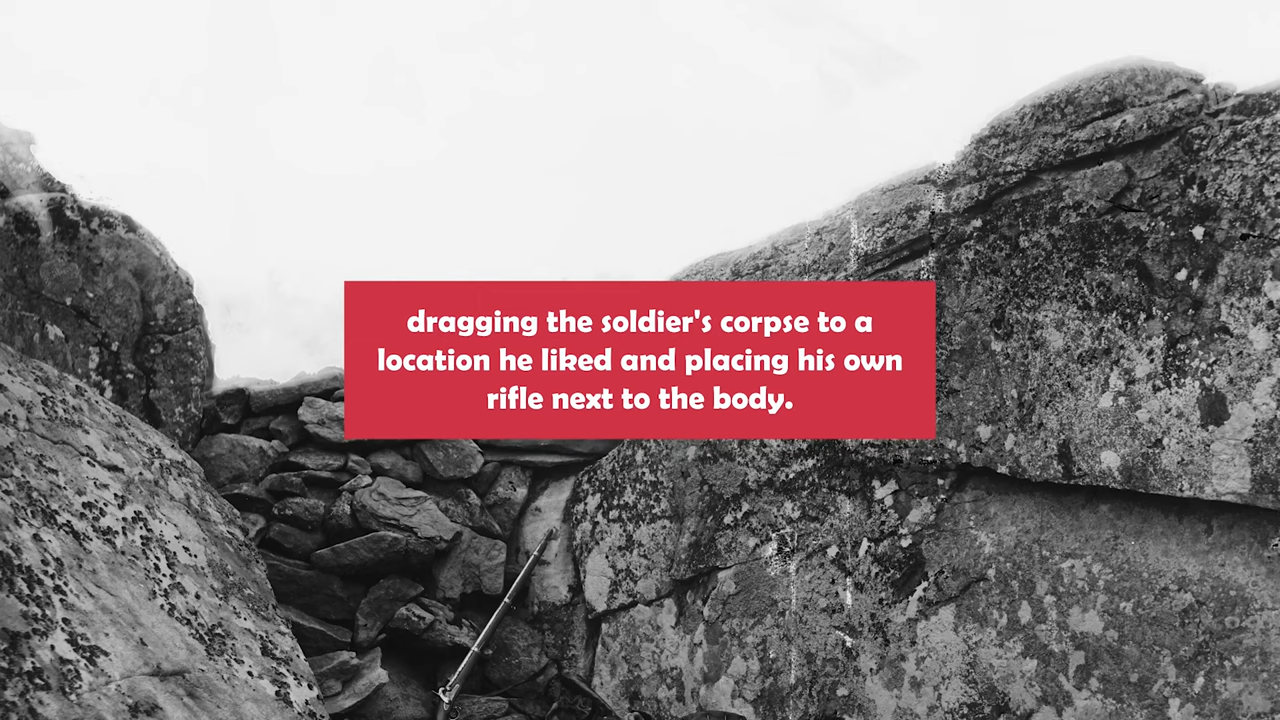 dragging the soldier's corpse to a
location he liked and placing his own
rifle next to the body.